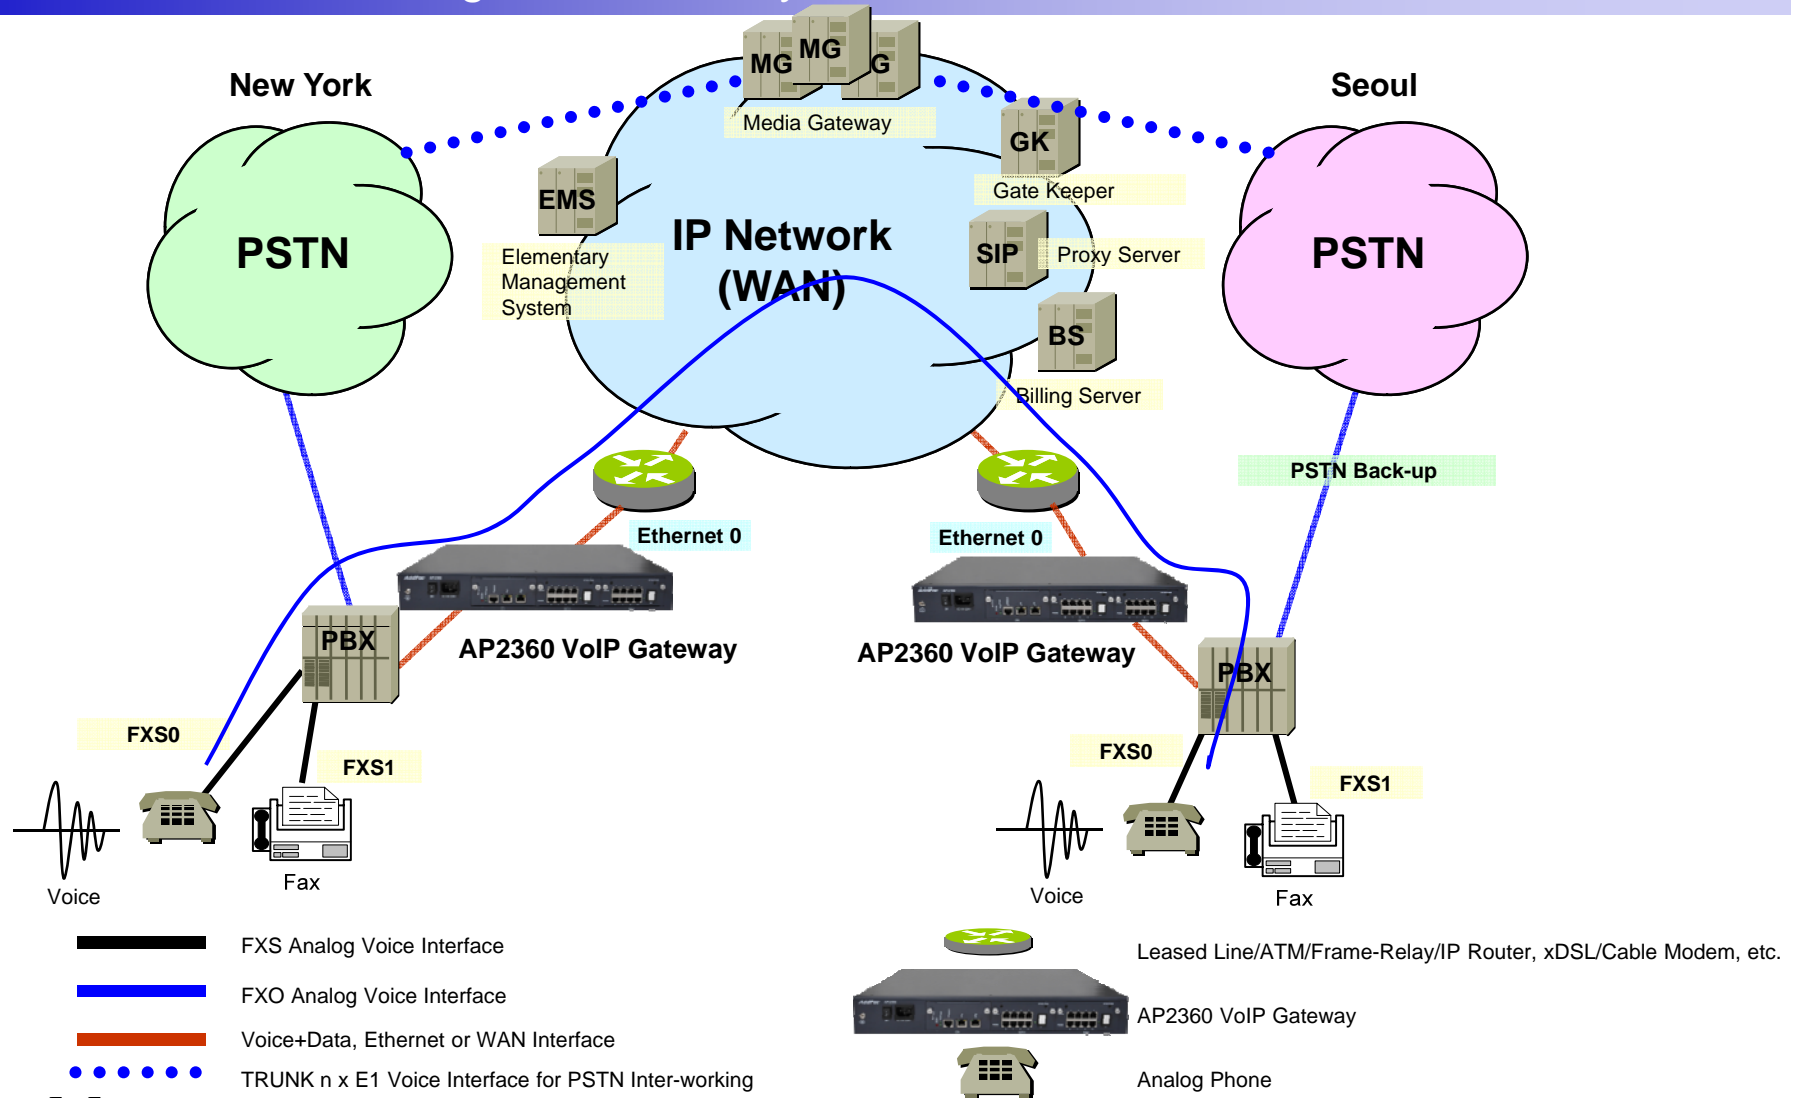 MG
MG
G
New York
Seoul
Media Gateway
GK
Gate Keeper
EMS
PSTN
IP Network
(WAN)
SIP
Proxy Server
PSTN
Elementary
Management
System
BS
Billing Server
PSTN Back-up
Ethernet 0
Ethernet 0
PBX
AP2360 VoIP Gateway
AP2360 VoIP Gateway
PBX
FXS0
FXS1
FXS0
FXS1
Voice
Fax
Voice
Fax
FXS Analog Voice Interface
Leased Line/ATM/Frame-Relay/IP Router, xDSL/Cable Modem, etc.
FXO Analog Voice Interface
AP2360 VoIP Gateway
Voice+Data, Ethernet or WAN Interface
TRUNK n x E1 Voice Interface for PSTN Inter-working
Analog Phone